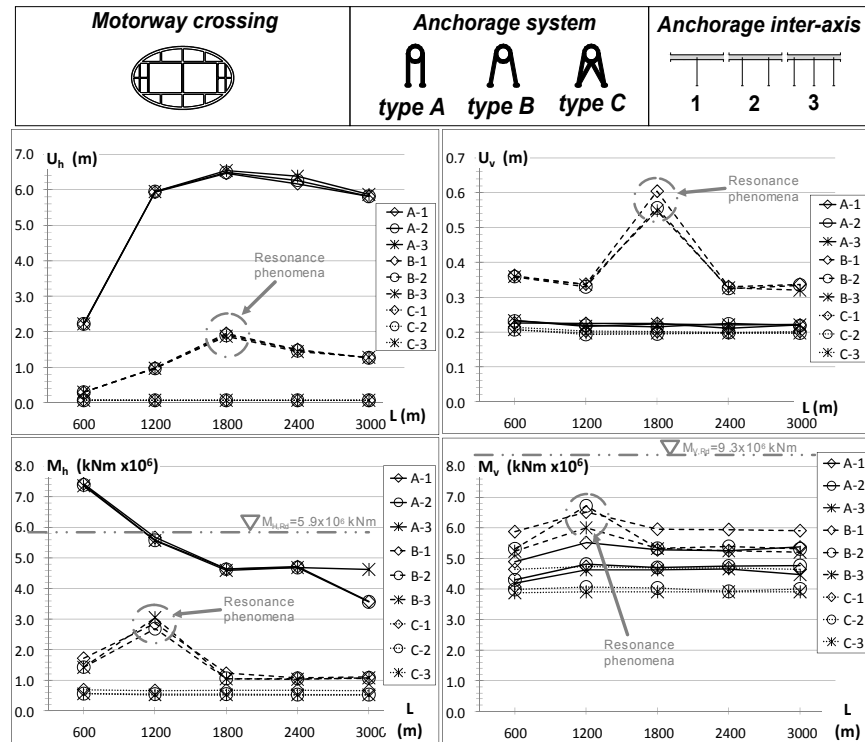 Motorway crossing
Anchorage system
type A type B type C
Anchorage inter-axis
1 2 3
U_h (m)
7.0
6.0
5.0
4.0
3.0
2.0
1.0
0.0
600 1200 1800 2400 3000 L (m)
Resonance
phenomena
A-1
A-2
A-3
B-1
B-2
B-3
C-1
C-2
C-3
U_v (m)
0.7
0.6
0.5
0.4
0.3
0.2
0.1
0.0
600 1200 1800 2400 3000 L (m)
Resonance
phenomena
A-1
A-2
A-3
B-1
B-2
B-3
C-1
C-2
C-3
M_h (kNm x10⁶)
8.0
7.0
6.0
5.0
4.0
3.0
2.0
1.0
0.0
600 1200 1800 2400 3000
L
(m)
M_H,Rd=5.9x10⁶ kNm
Resonance
phenomena
A-1
A-2
A-3
B-1
B-2
B-3
C-1
C-2
C-3
M_v (kNm x10⁶)
M_V,Rd=9.3x10⁶ kNm
8.0
7.0
6.0
5.0
4.0
3.0
2.0
1.0
0.0
600 1200 1800 2400 3000
L
(m)
Resonance
phenomena
A-1
A-2
A-3
B-1
B-2
B-3
C-1
C-2
C-3